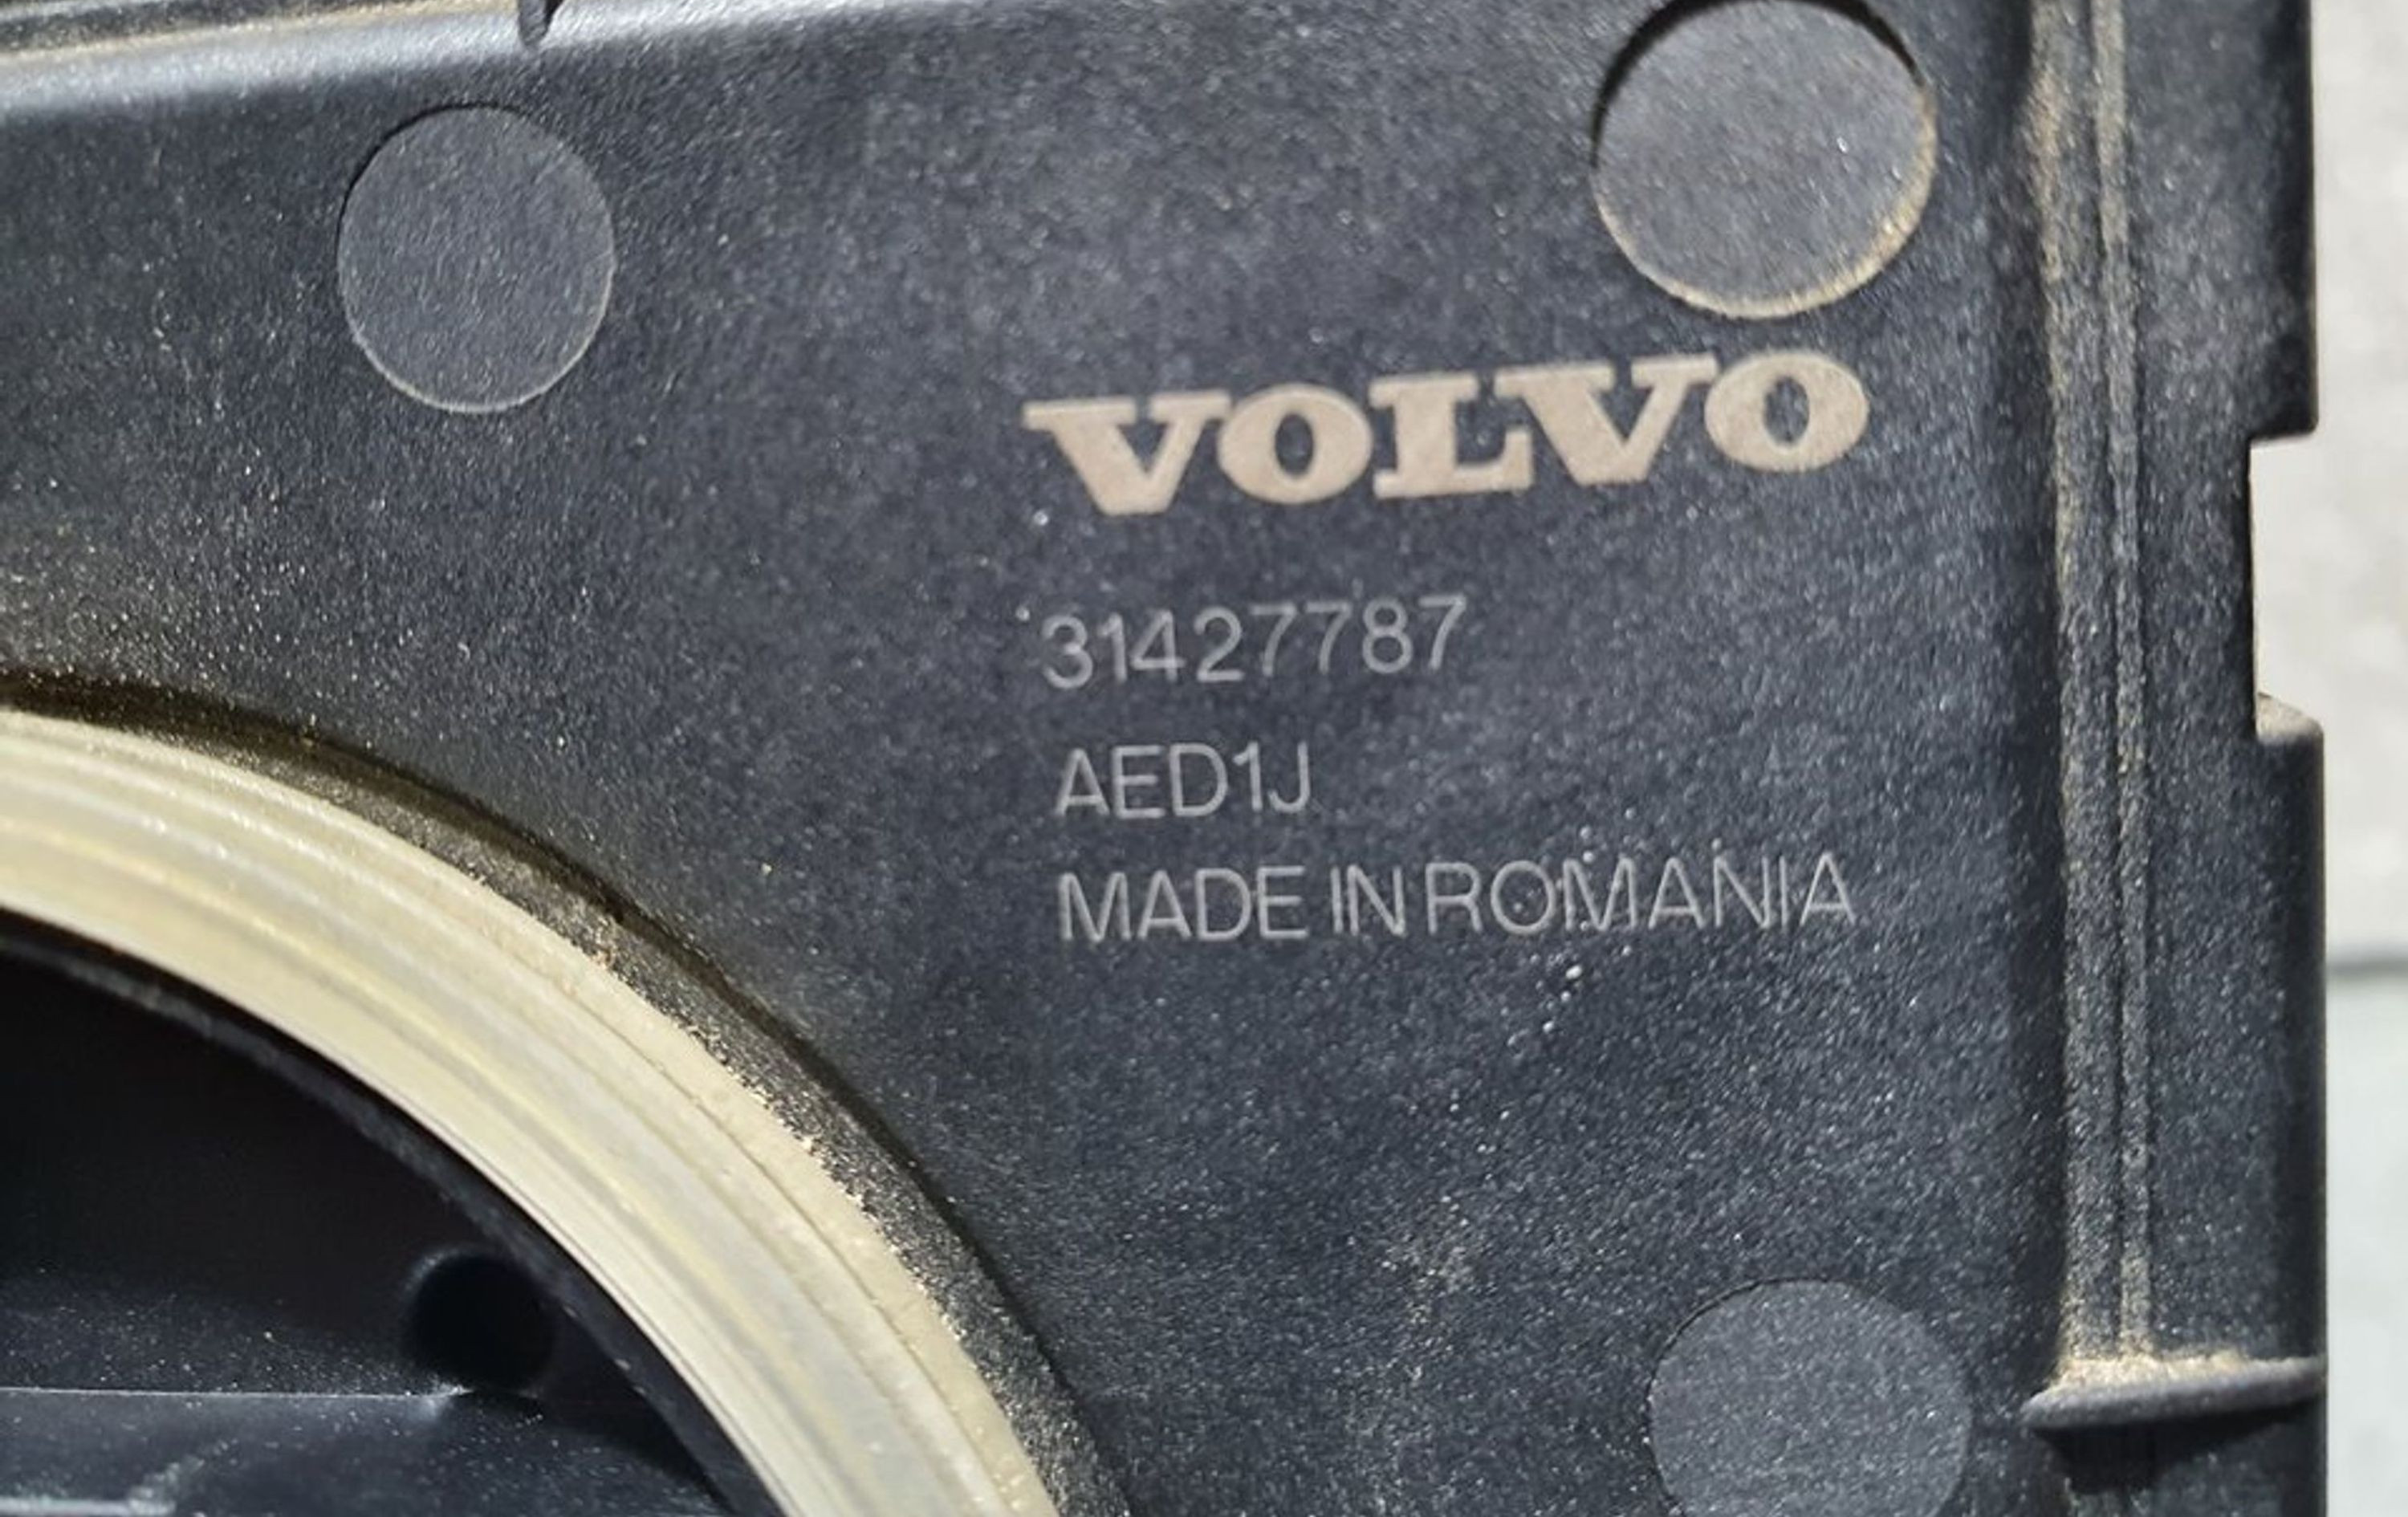 VOLVO
31427787
AED1J
MADE IN ROMANIA